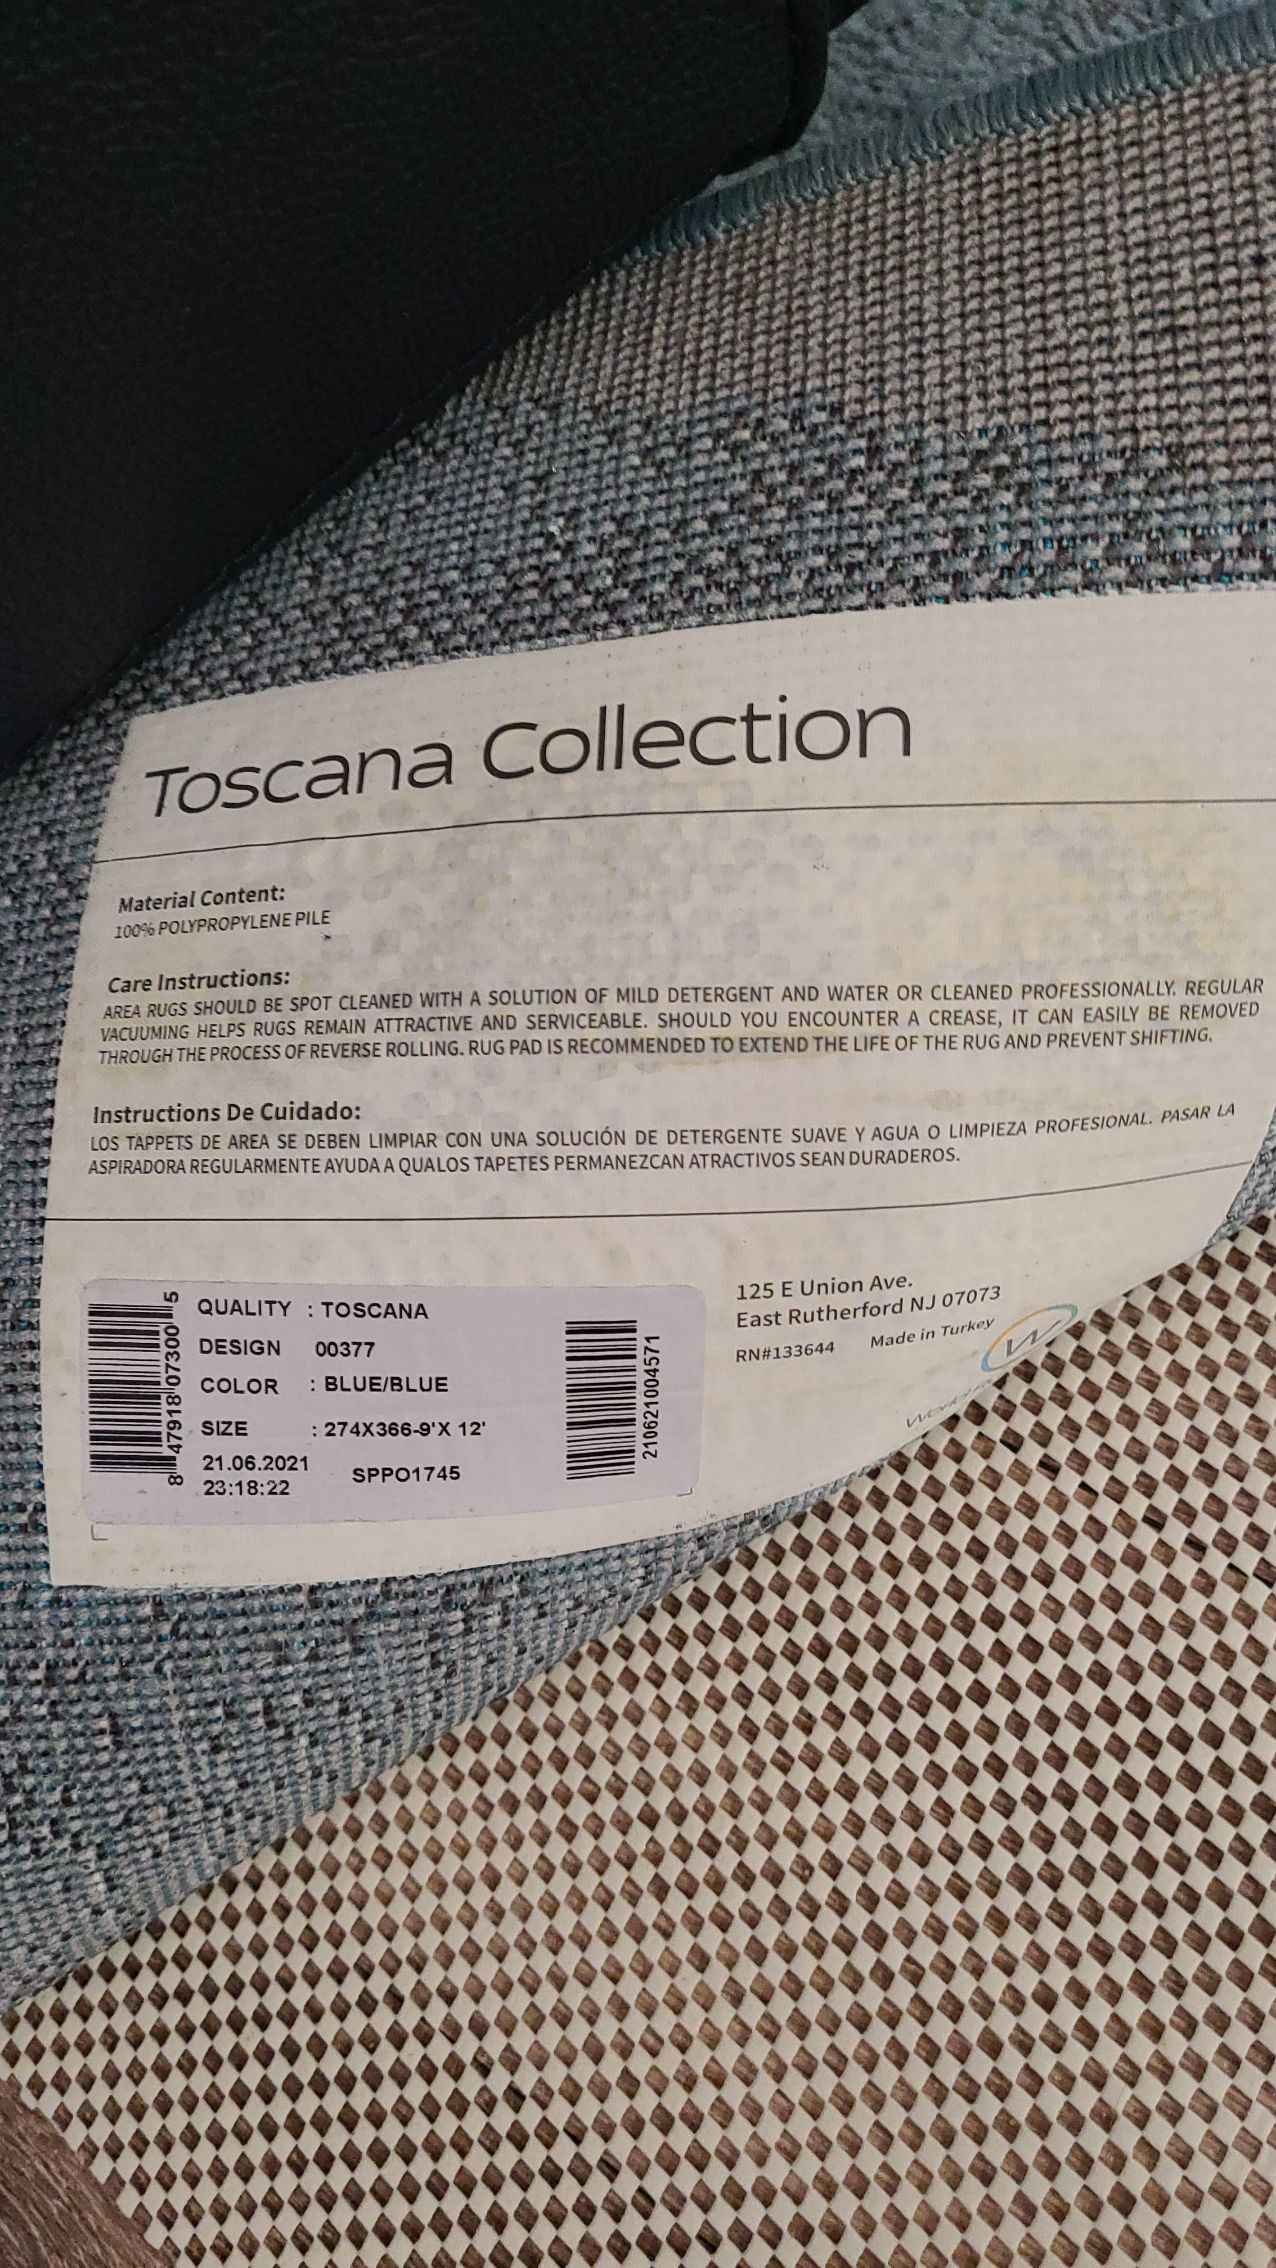 Toscana Collection
Material Content:
100% POLYPROPYLENE PILE
Care Instructions:
AREA RUGS SHOULD BE SPOT CLEANED WITH A SOLUTION OF MILD DETERGENT AND WATER OR CLEANED PROFESSIONALLY. REGULAR
VACUUMING HELPS RUGS REMAIN ATTRACTIVE AND SERVICEABLE. SHOULD YOU ENCOUNTER A CREASE, IT CAN EASILY BE REMOVED
THROUGH THE PROCESS OF REVERSE ROLLING. RUG PAD IS RECOMMENDED TO EXTEND THE LIFE OF THE RUG AND PREVENT SHIFTING.
Instructions De Cuidado:
LOS TAPPETS DE AREA SE DEBEN LIMPIAR CON UNA SOLUCIÓN DE DETERGENTE SUAVE Y AGUA O LIMPIEZA PROFESIONAL. PASAR LA
ASPIRADORA REGULARMENTE AYUDA A QUALOS TAPETES PERMANEZCAN ATRACTIVOS SEAN DURADEROS.
8 47918 07300 5
QUALITY : TOSCANA
DESIGN 00377
COLOR : BLUE/BLUE
SIZE : 274X366-9'X 12'
21.06.2021
23:18:22
SPPO1745
210621004571
125 E Union Ave.
East Rutherford NJ 07073
RN#133644 Made in Turkey
W